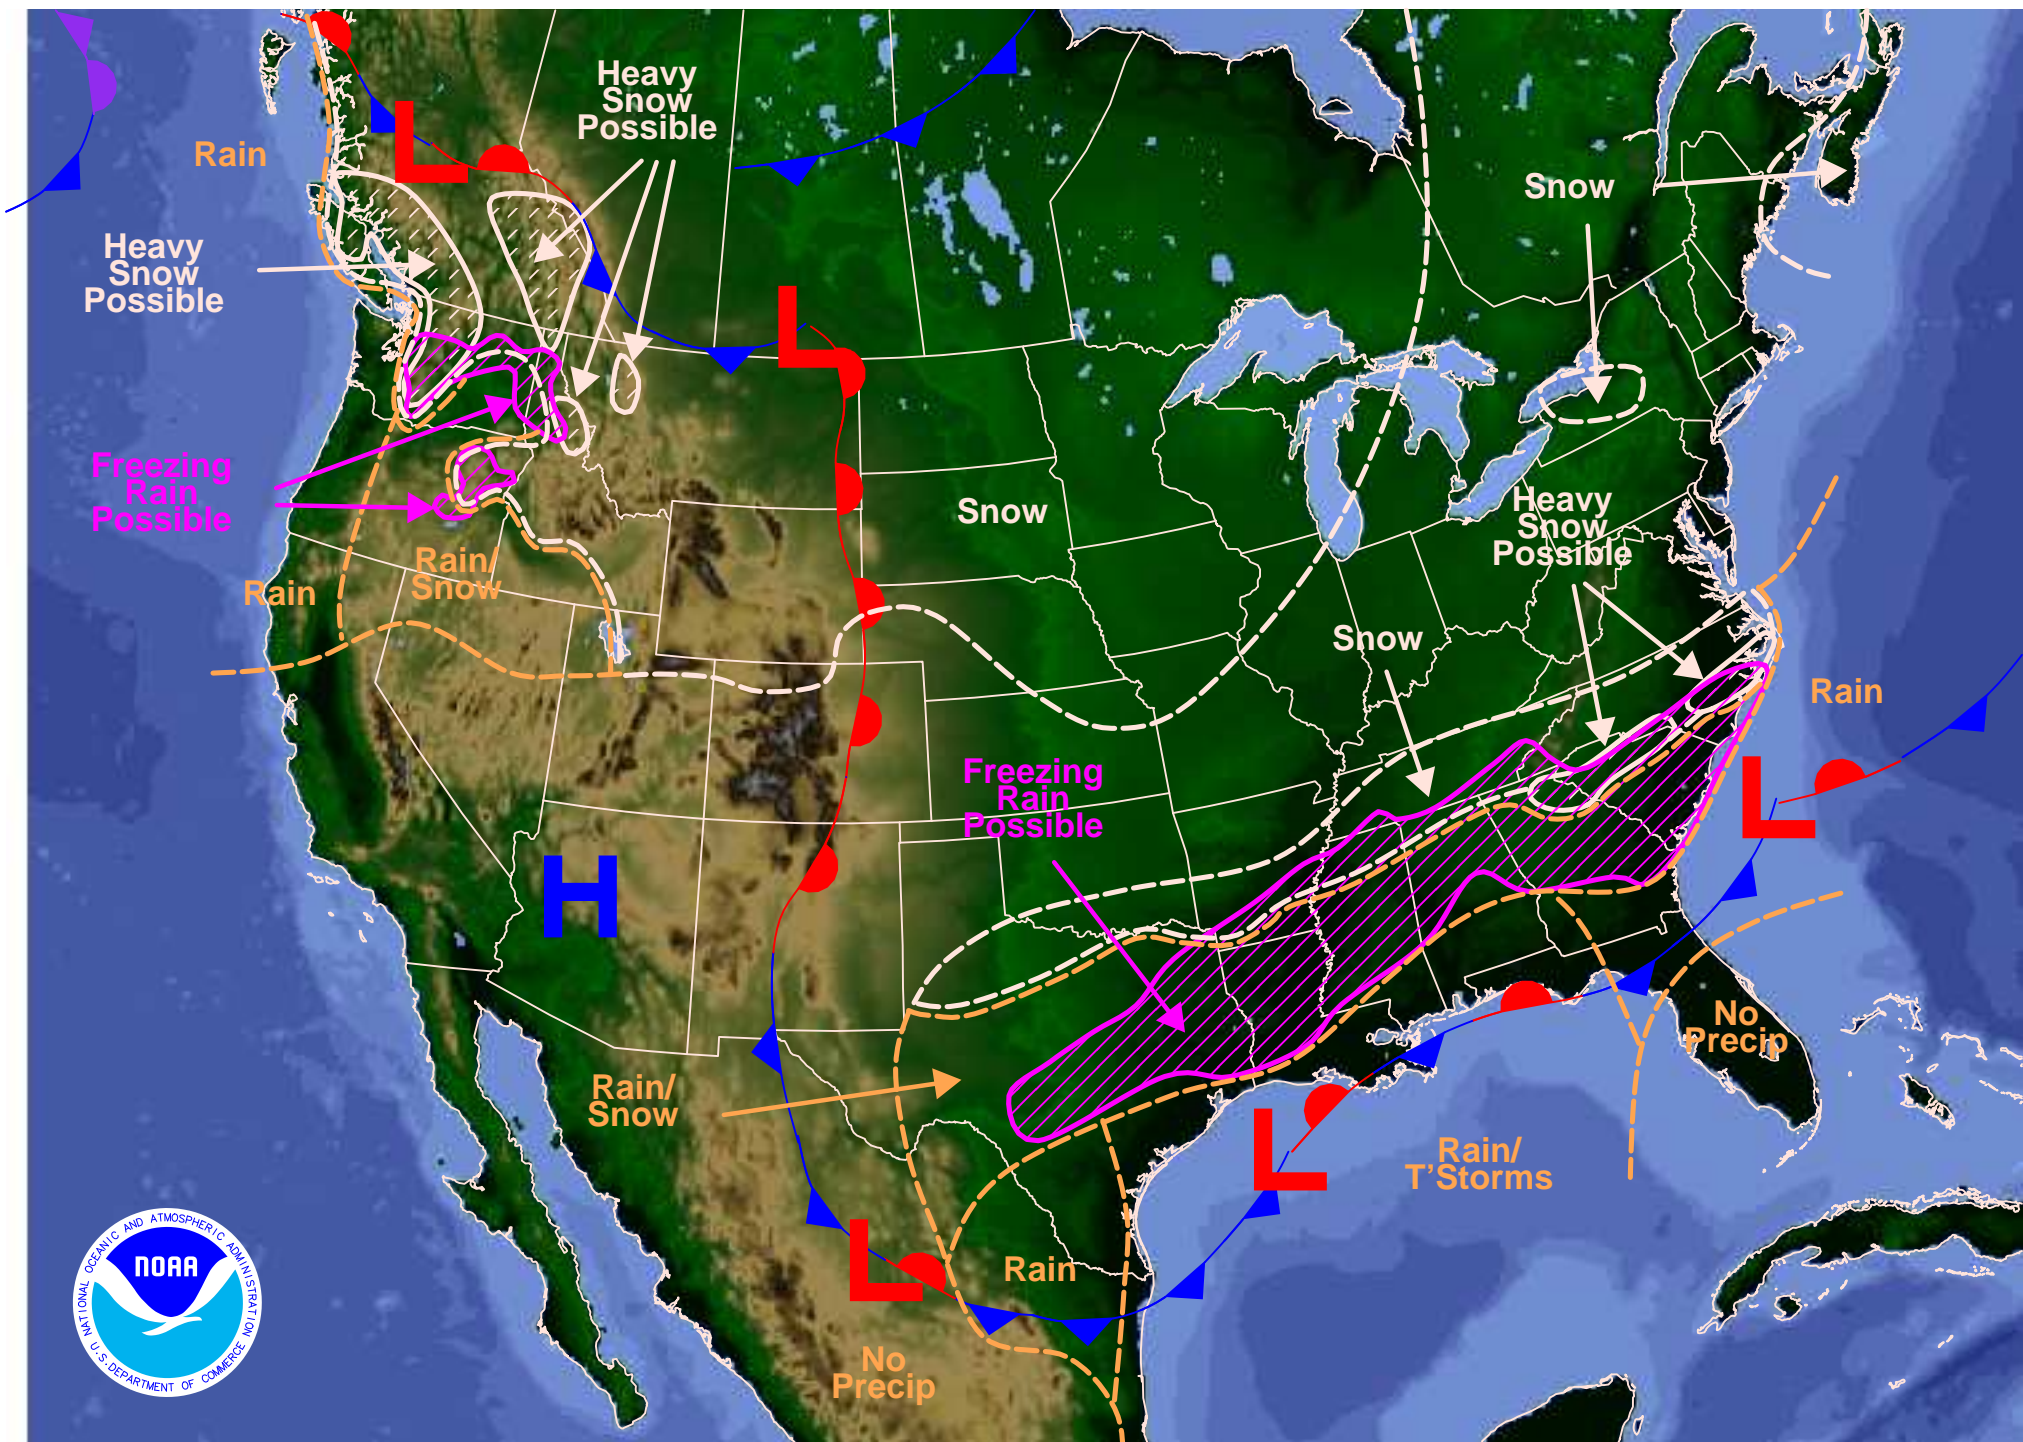 Heavy
Snow
Possible
Rain
L
Snow
Heavy
Snow
Possible
L
Freezing
Rain
Possible
Snow
Heavy
Snow
Possible
Rain/
Snow
Rain
Snow
Rain
Freezing
Rain
Possible
L
H
No
Precip
Rain/
Snow
L
Rain/
T'Storms
L
Rain
No
Precip
NATIONAL OCEANIC AND ATMOSPHERIC ADMINISTRATION
NOAA
U.S. DEPARTMENT OF COMMERCE